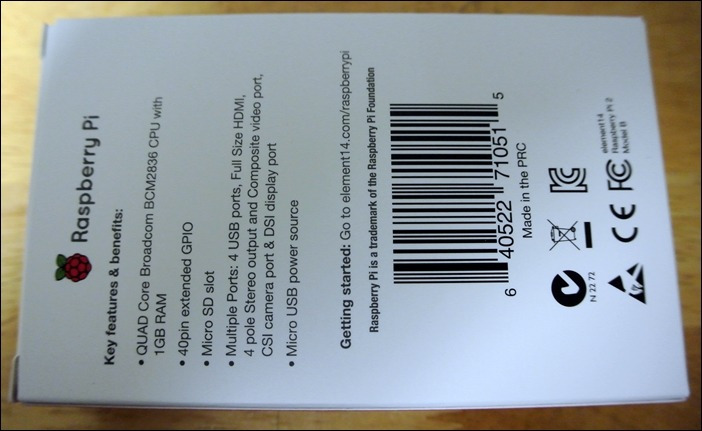 Raspberry Pi
Key features & benefits:
• QUAD Core Broadcom BCM2836 CPU with
1GB RAM
• 40pin extended GPIO
• Micro SD slot
• Multiple Ports: 4 USB ports, Full Size HDMI,
4 pole Stereo output and Composite video port,
CSI camera port & DSI display port
• Micro USB power source
Getting started: Go to element14.com/raspberrypi
Raspberry Pi is a trademark of the Raspberry Pi Foundation
6 40522 71051 5
Made in the PRC
N 22 72
CE
FC
element14
Raspberry Pi 2
Model B